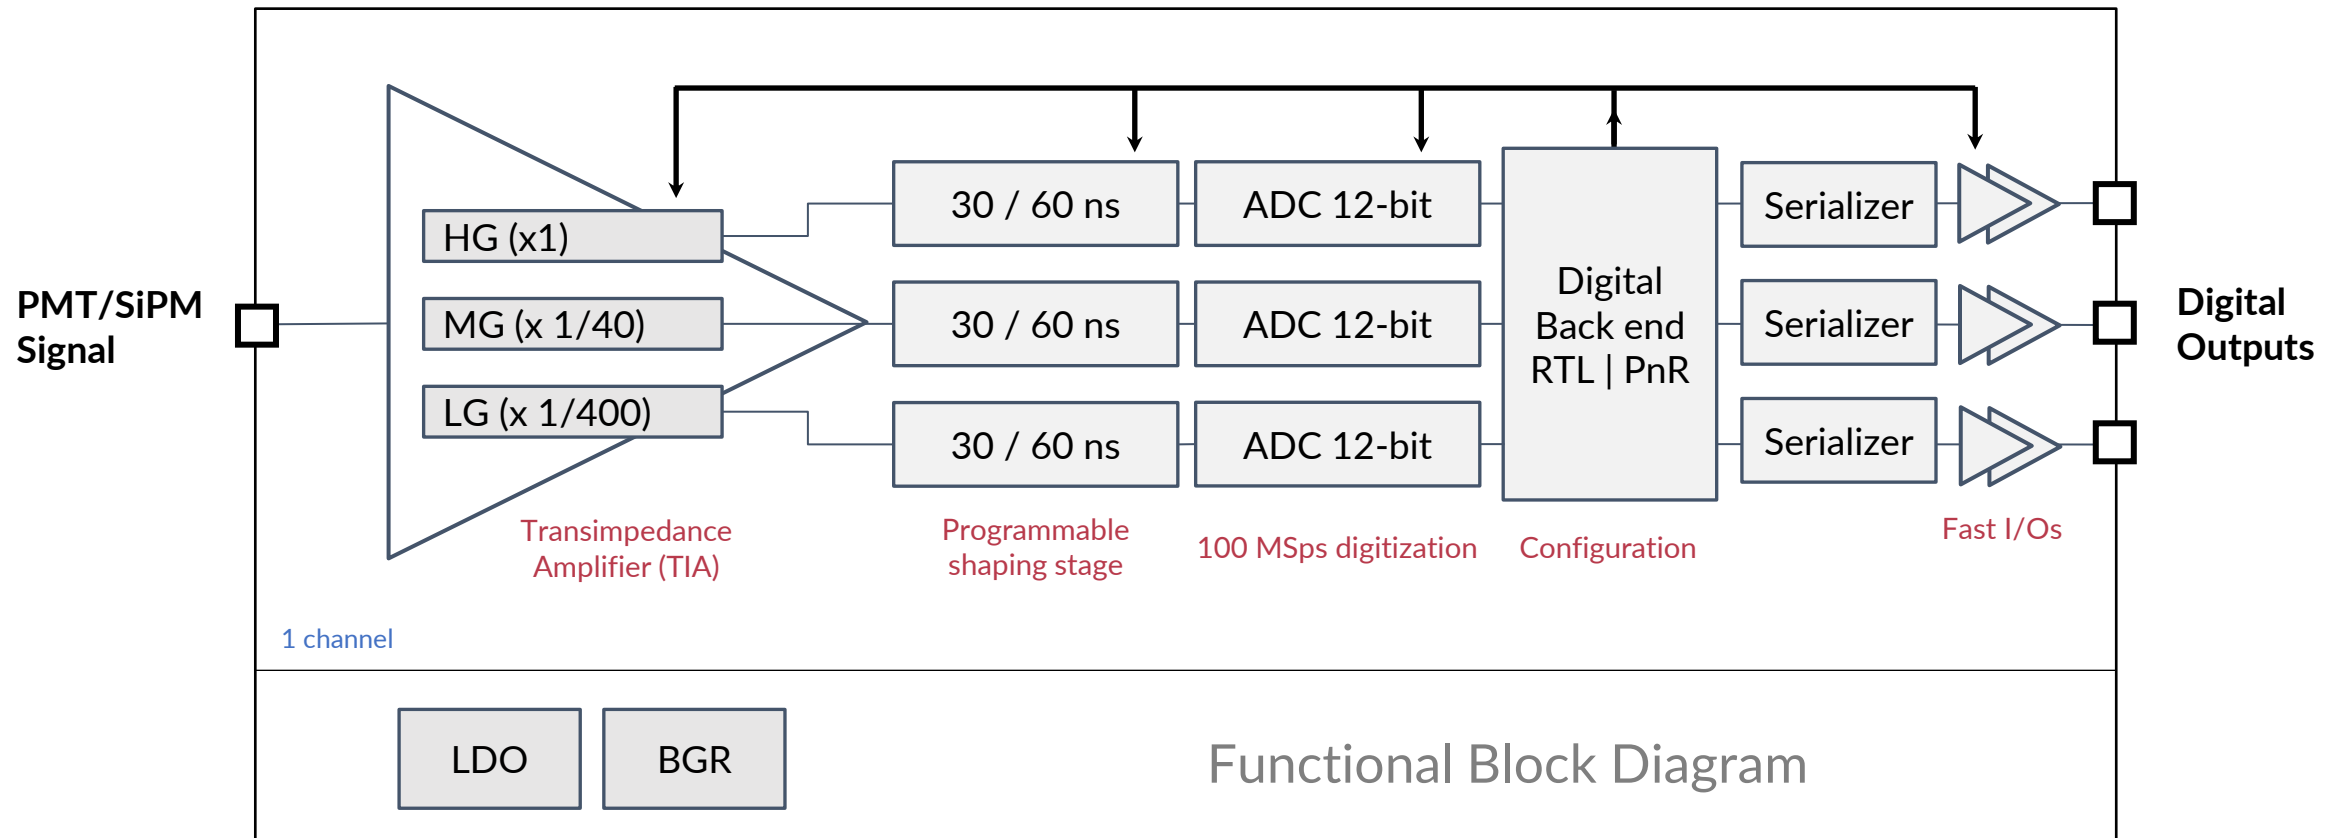 PMT/SiPM
Signal
HG (x1)
MG (x 1/40)
LG (x 1/400)
Transimpedance
Amplifier (TIA)
30 / 60 ns
30 / 60 ns
30 / 60 ns
Programmable
shaping stage
ADC 12-bit
ADC 12-bit
ADC 12-bit
100 MSps digitization
Digital
Back end
RTL | PnR
Configuration
Serializer
Serializer
Serializer
Fast I/Os
Digital
Outputs
1 channel
LDO
BGR
Functional Block Diagram